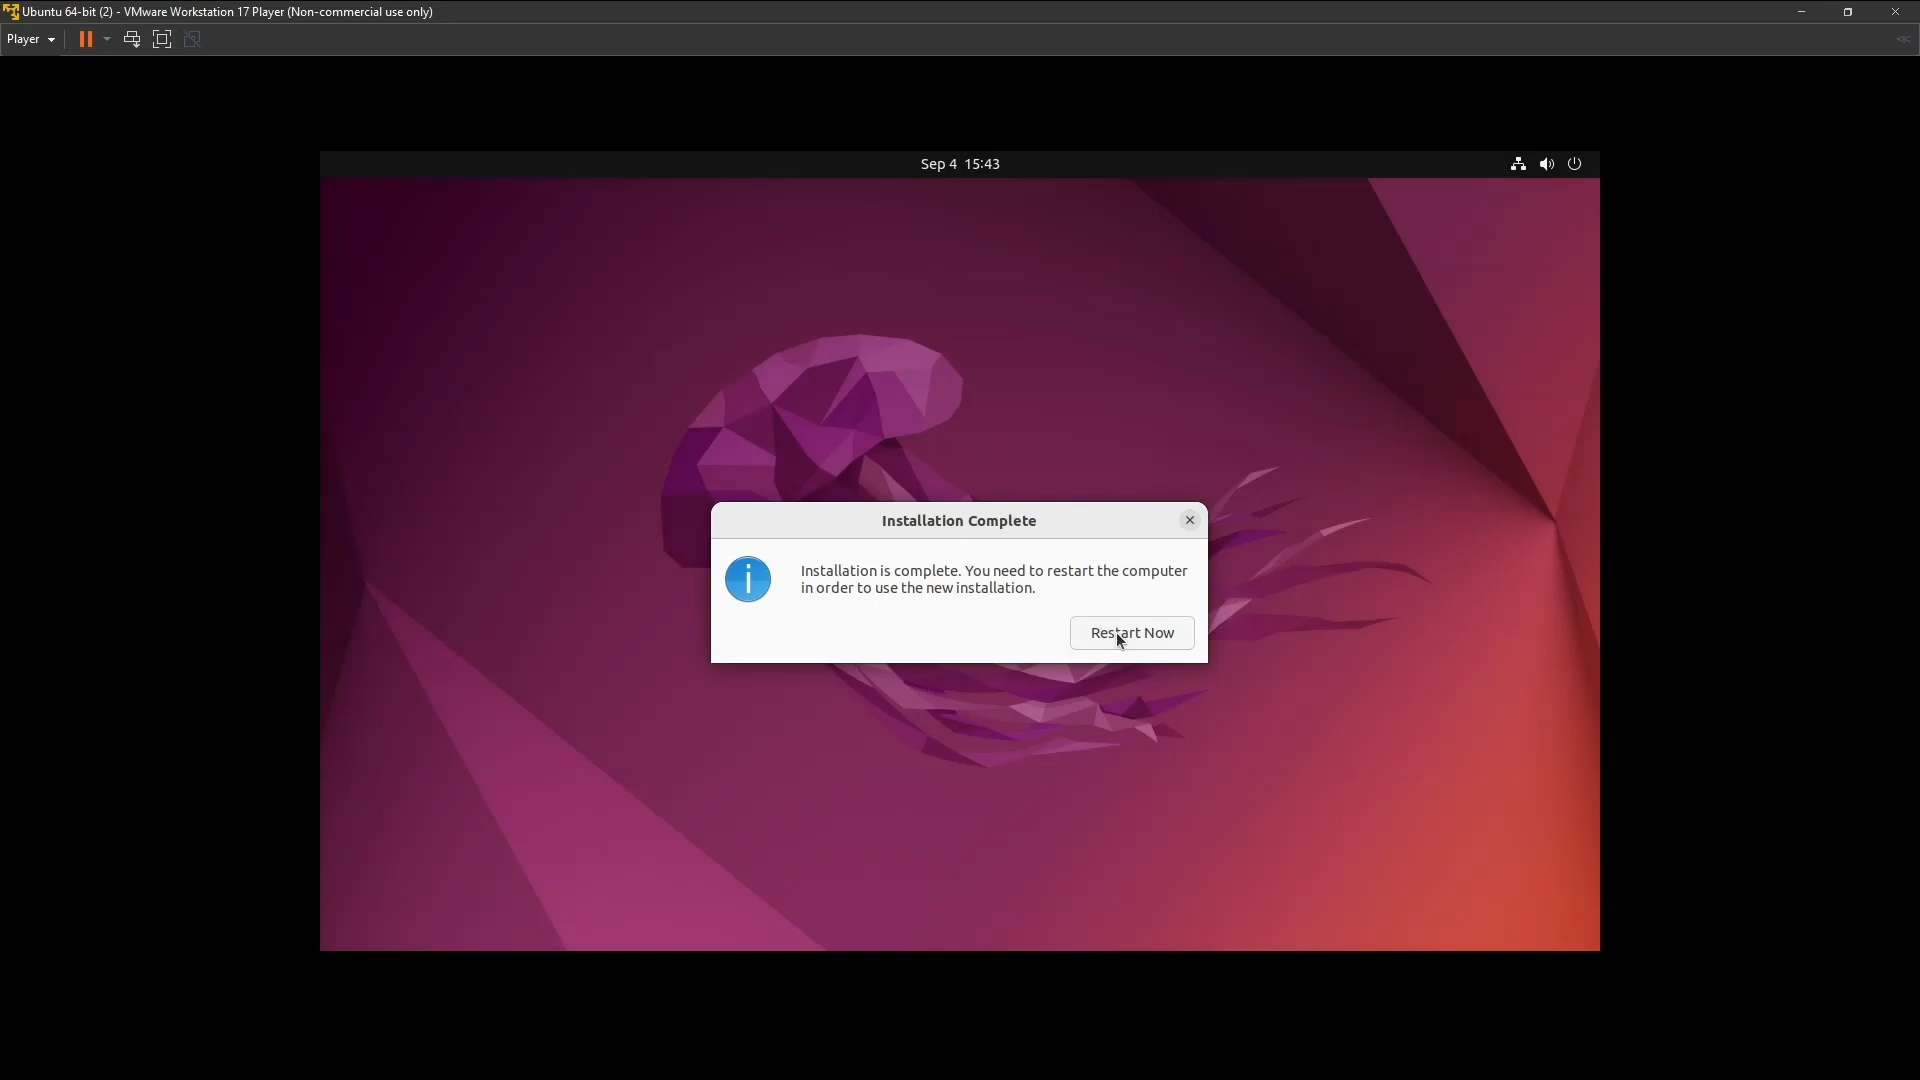 Ubuntu 64-bit (2) - VMware Workstation 17 Player (Non-commercial use only)
Player
Sep 4 15:43
Installation Complete
Installation is complete. You need to restart the computer
in order to use the new installation.
Restart Now